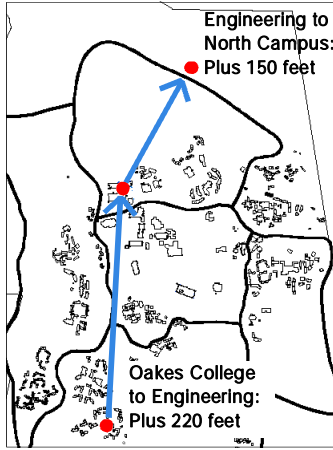 Engineering to
North Campus:
Plus 150 feet
Oakes College
to Engineering:
Plus 220 feet